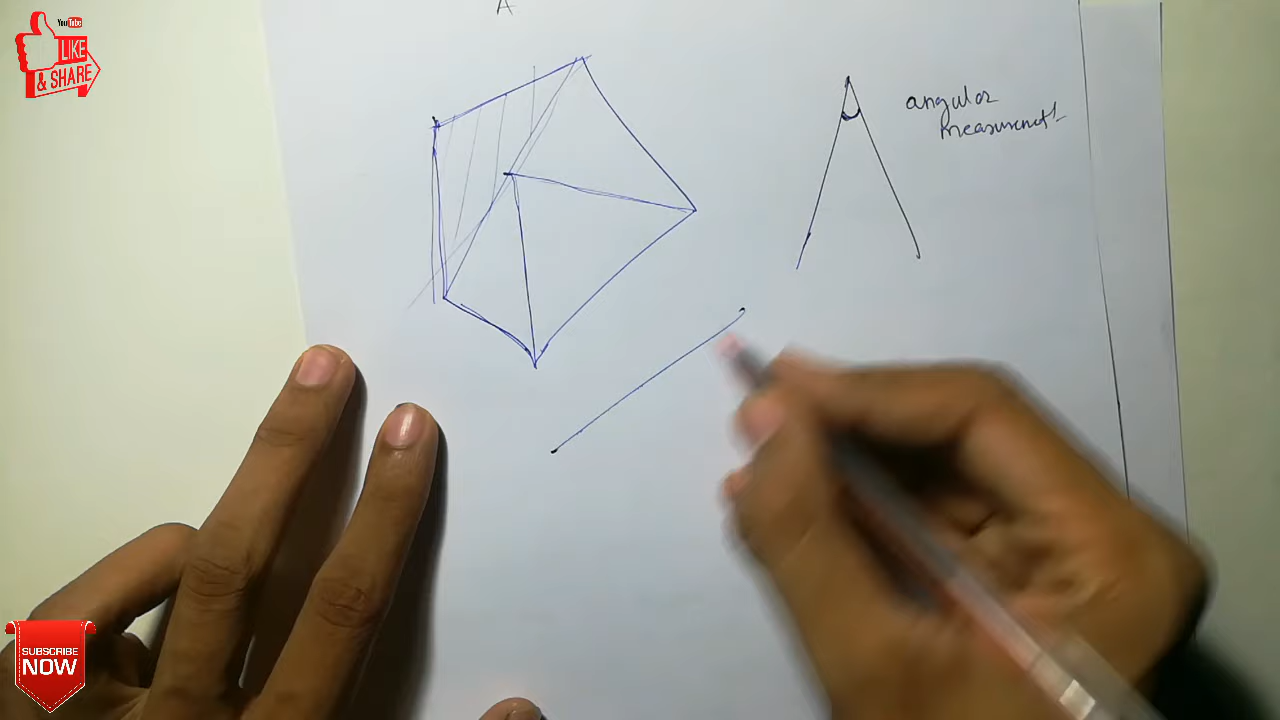 YouTube
LIKE
& SHARE
A
angular
measurement
SUBSCRIBE
NOW